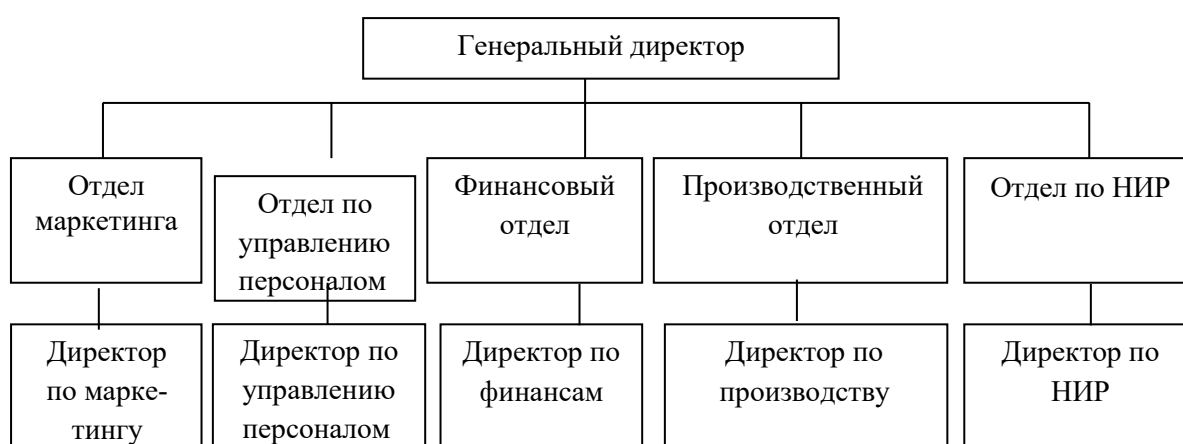 Генеральный директор
Отдел
маркетинга
Отдел по
управлению
персоналом
Финансовый
отдел
Производственный
отдел
Отдел по НИР
Директор
по марке-
тингу
Директор по
управлению
персоналом
Директор по
финансам
Директор по
производству
Директор по
НИР